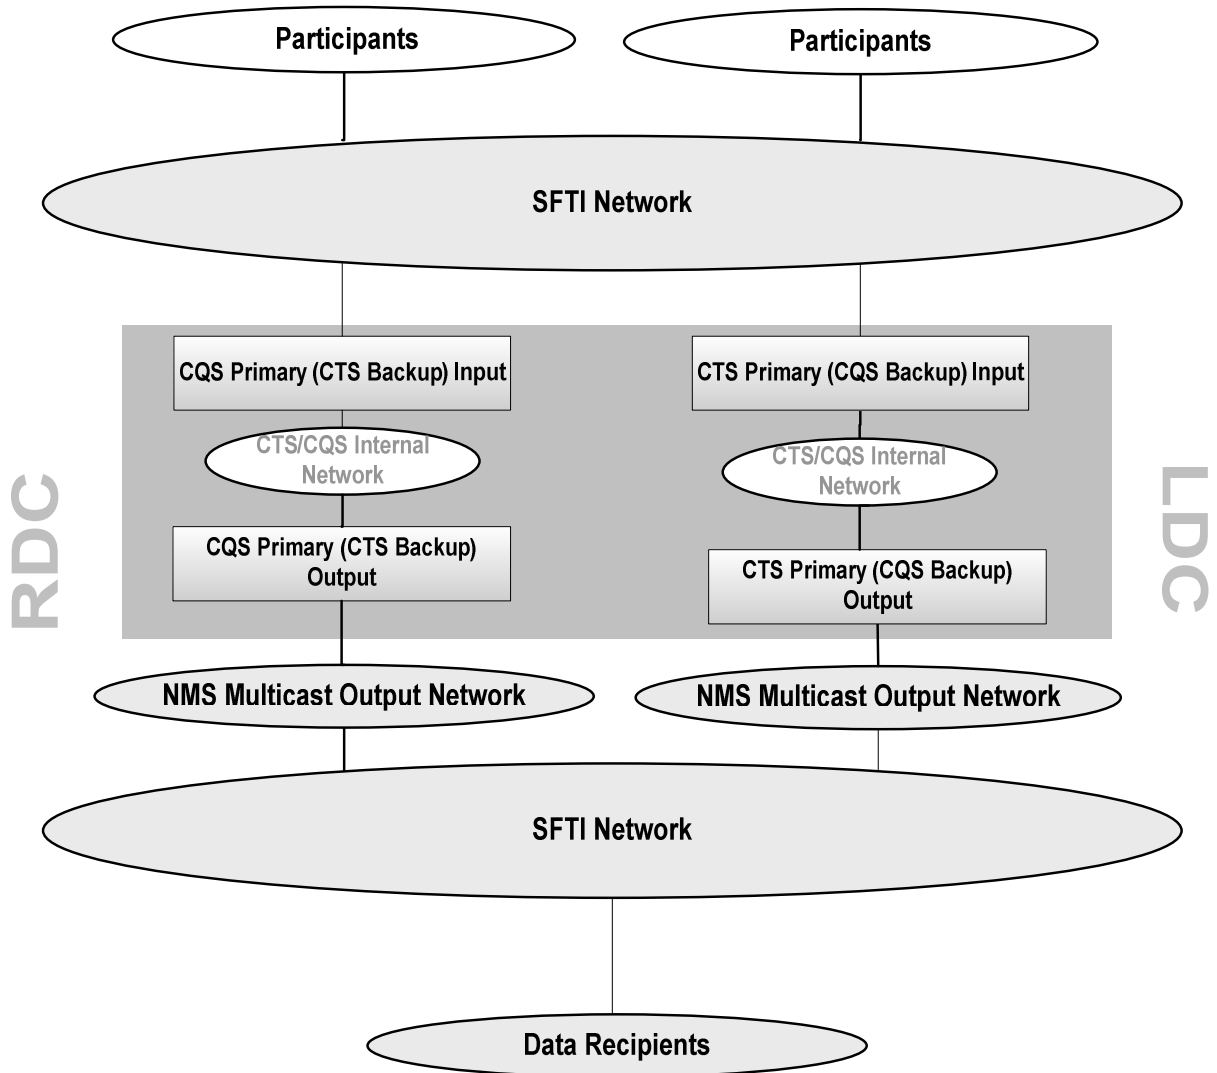 Participants
Participants
SFTI Network
CQS Primary (CTS Backup) Input
CTS Primary (CQS Backup) Input
CTS/CQS Internal
Network
CTS/CQS Internal
Network
RDC
LDC
CQS Primary (CTS Backup)
Output
CTS Primary (CQS Backup)
Output
NMS Multicast Output Network
NMS Multicast Output Network
SFTI Network
Data Recipients